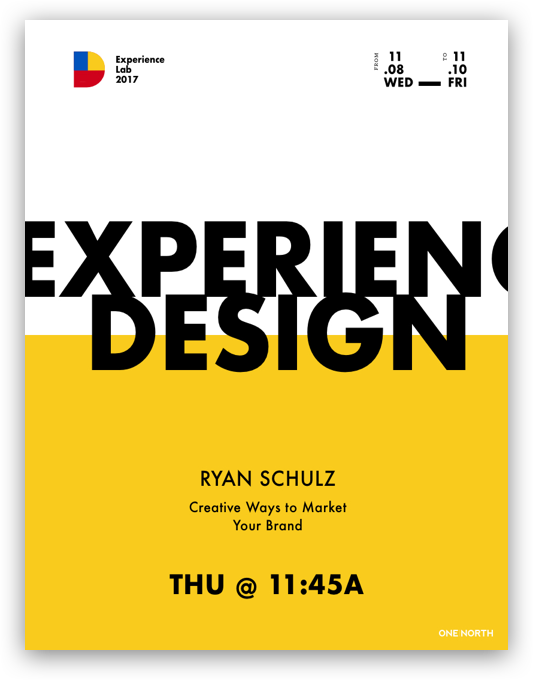 Experience
Lab
2017
FROM 11
.08
WED
TO 11
.10
FRI
EXPERIENC
DESIGN
RYAN SCHULZ
Creative Ways to Market
Your Brand
THU @ 11:45A
ONE NORTH